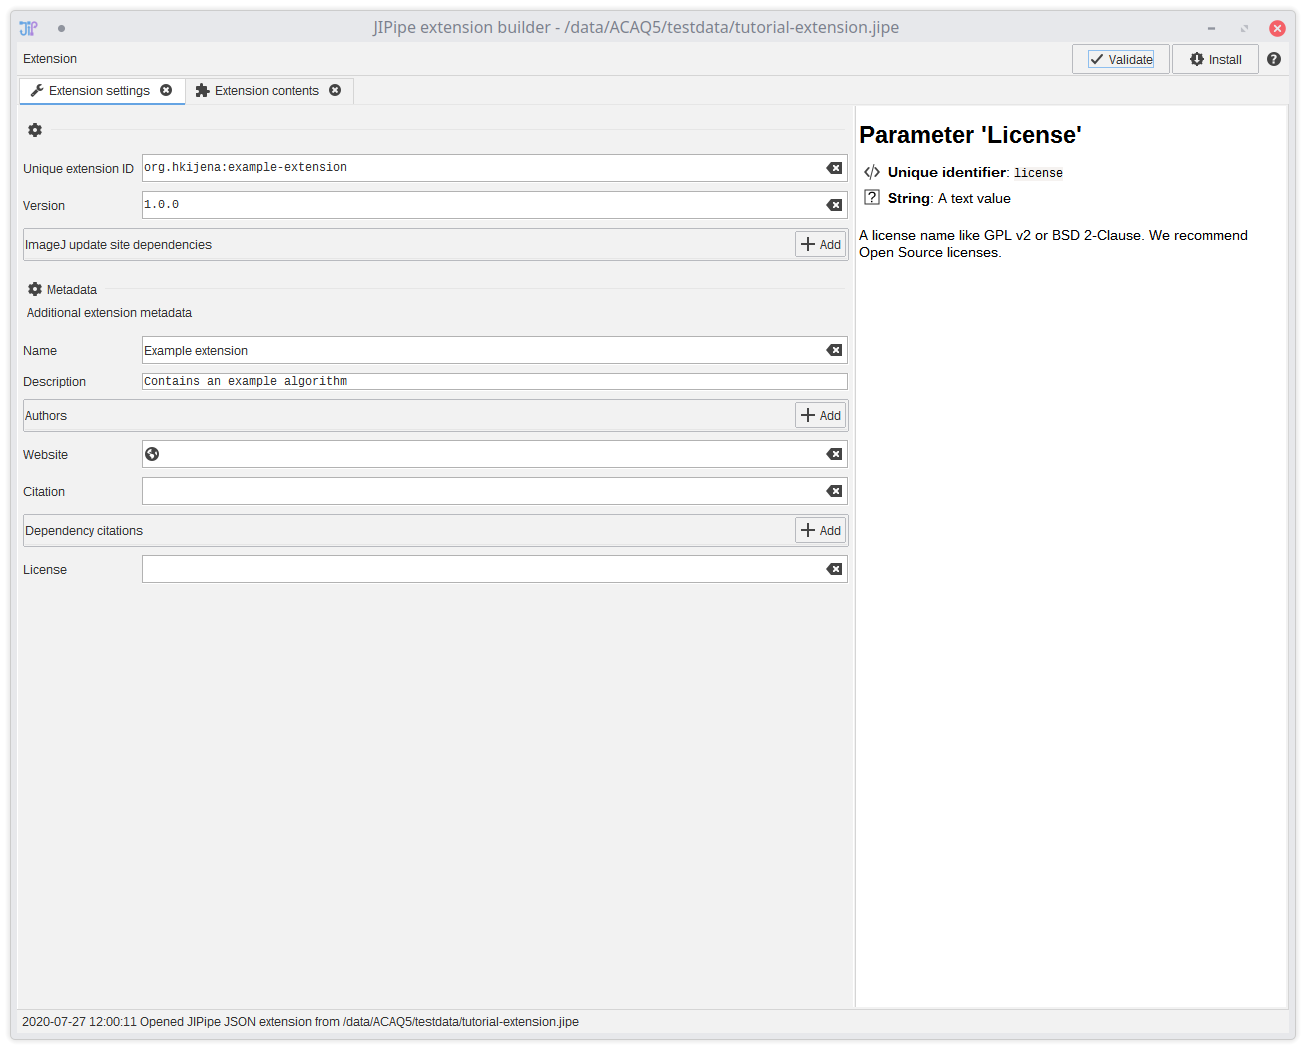 JIPipe extension builder - /data/ACAQ5/testdata/tutorial-extension.jipe
Extension
Validate
Install
Extension settings
Extension contents
Unique extension ID
org.hkijena:example-extension
Version
1.0.0
ImageJ update site dependencies
Add
Metadata
Additional extension metadata
Name
Example extension
Description
Contains an example algorithm
Authors
Add
Website
Citation
Dependency citations
Add
License
Parameter 'License'
Unique identifier: license
String: A text value
A license name like GPL v2 or BSD 2-Clause. We recommend
Open Source licenses.
2020-07-27 12:00:11 Opened JIPipe JSON extension from /data/ACAQ5/testdata/tutorial-extension.jipe